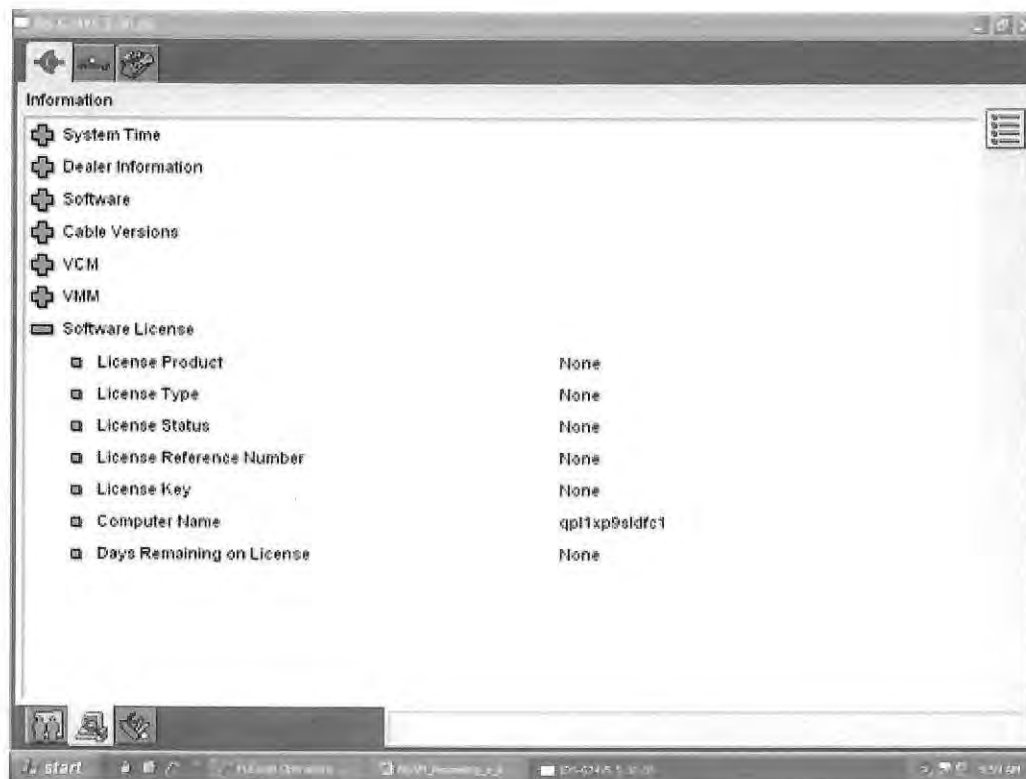 Information
System Time
Dealer Information
Software
Cable Versions
VCM
VMM
Software License
License Product None
License Type None
License Status None
License Reference Number None
License Key None
Computer Name qpl1xp9sldfc1
Days Remaining on License None
start